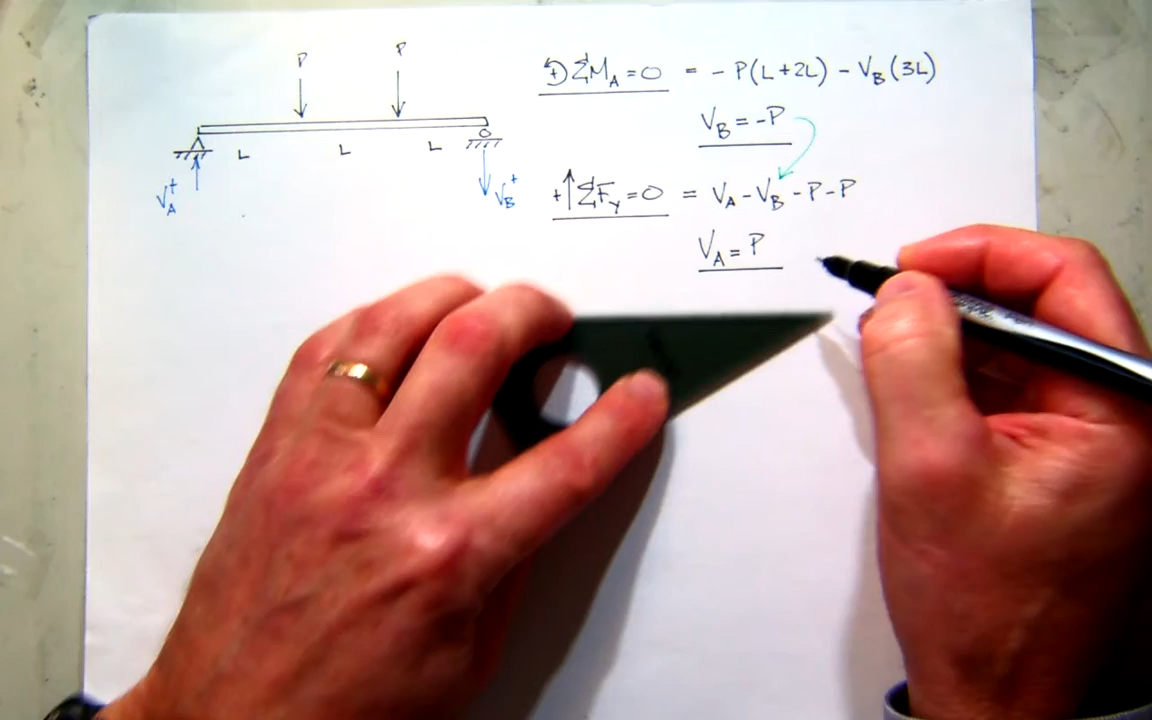 P P
L L L
V_A^+ V_B^+
↺+ ΣM_A = 0 = - P(L+2L) - V_B(3L)
V_B = -P
+↑ΣF_y = 0 = V_A - V_B - P - P
V_A = P